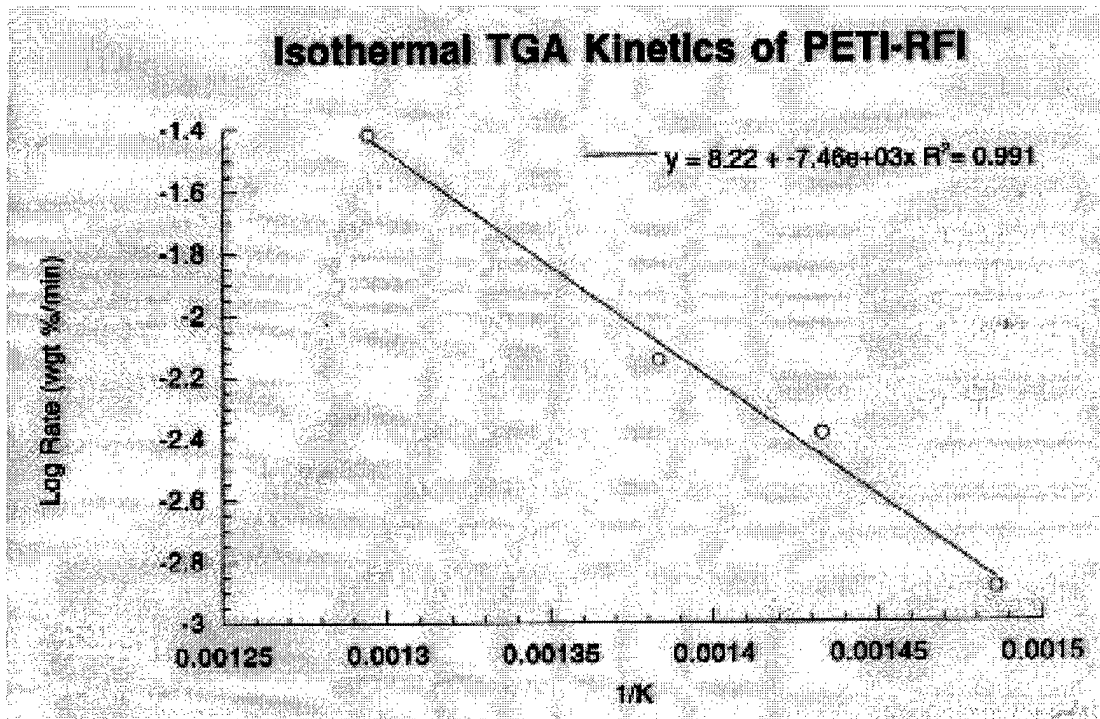 Isothermal TGA Kinetics of PETI-RFI
y = 8.22 + -7.46e+03x R²= 0.991
Log Rate (wgt %/min)
-1.4
-1.6
-1.8
-2
-2.2
-2.4
-2.6
-2.8
-3
0.00125 0.0013 0.00135 0.0014 0.00145 0.0015
1/K